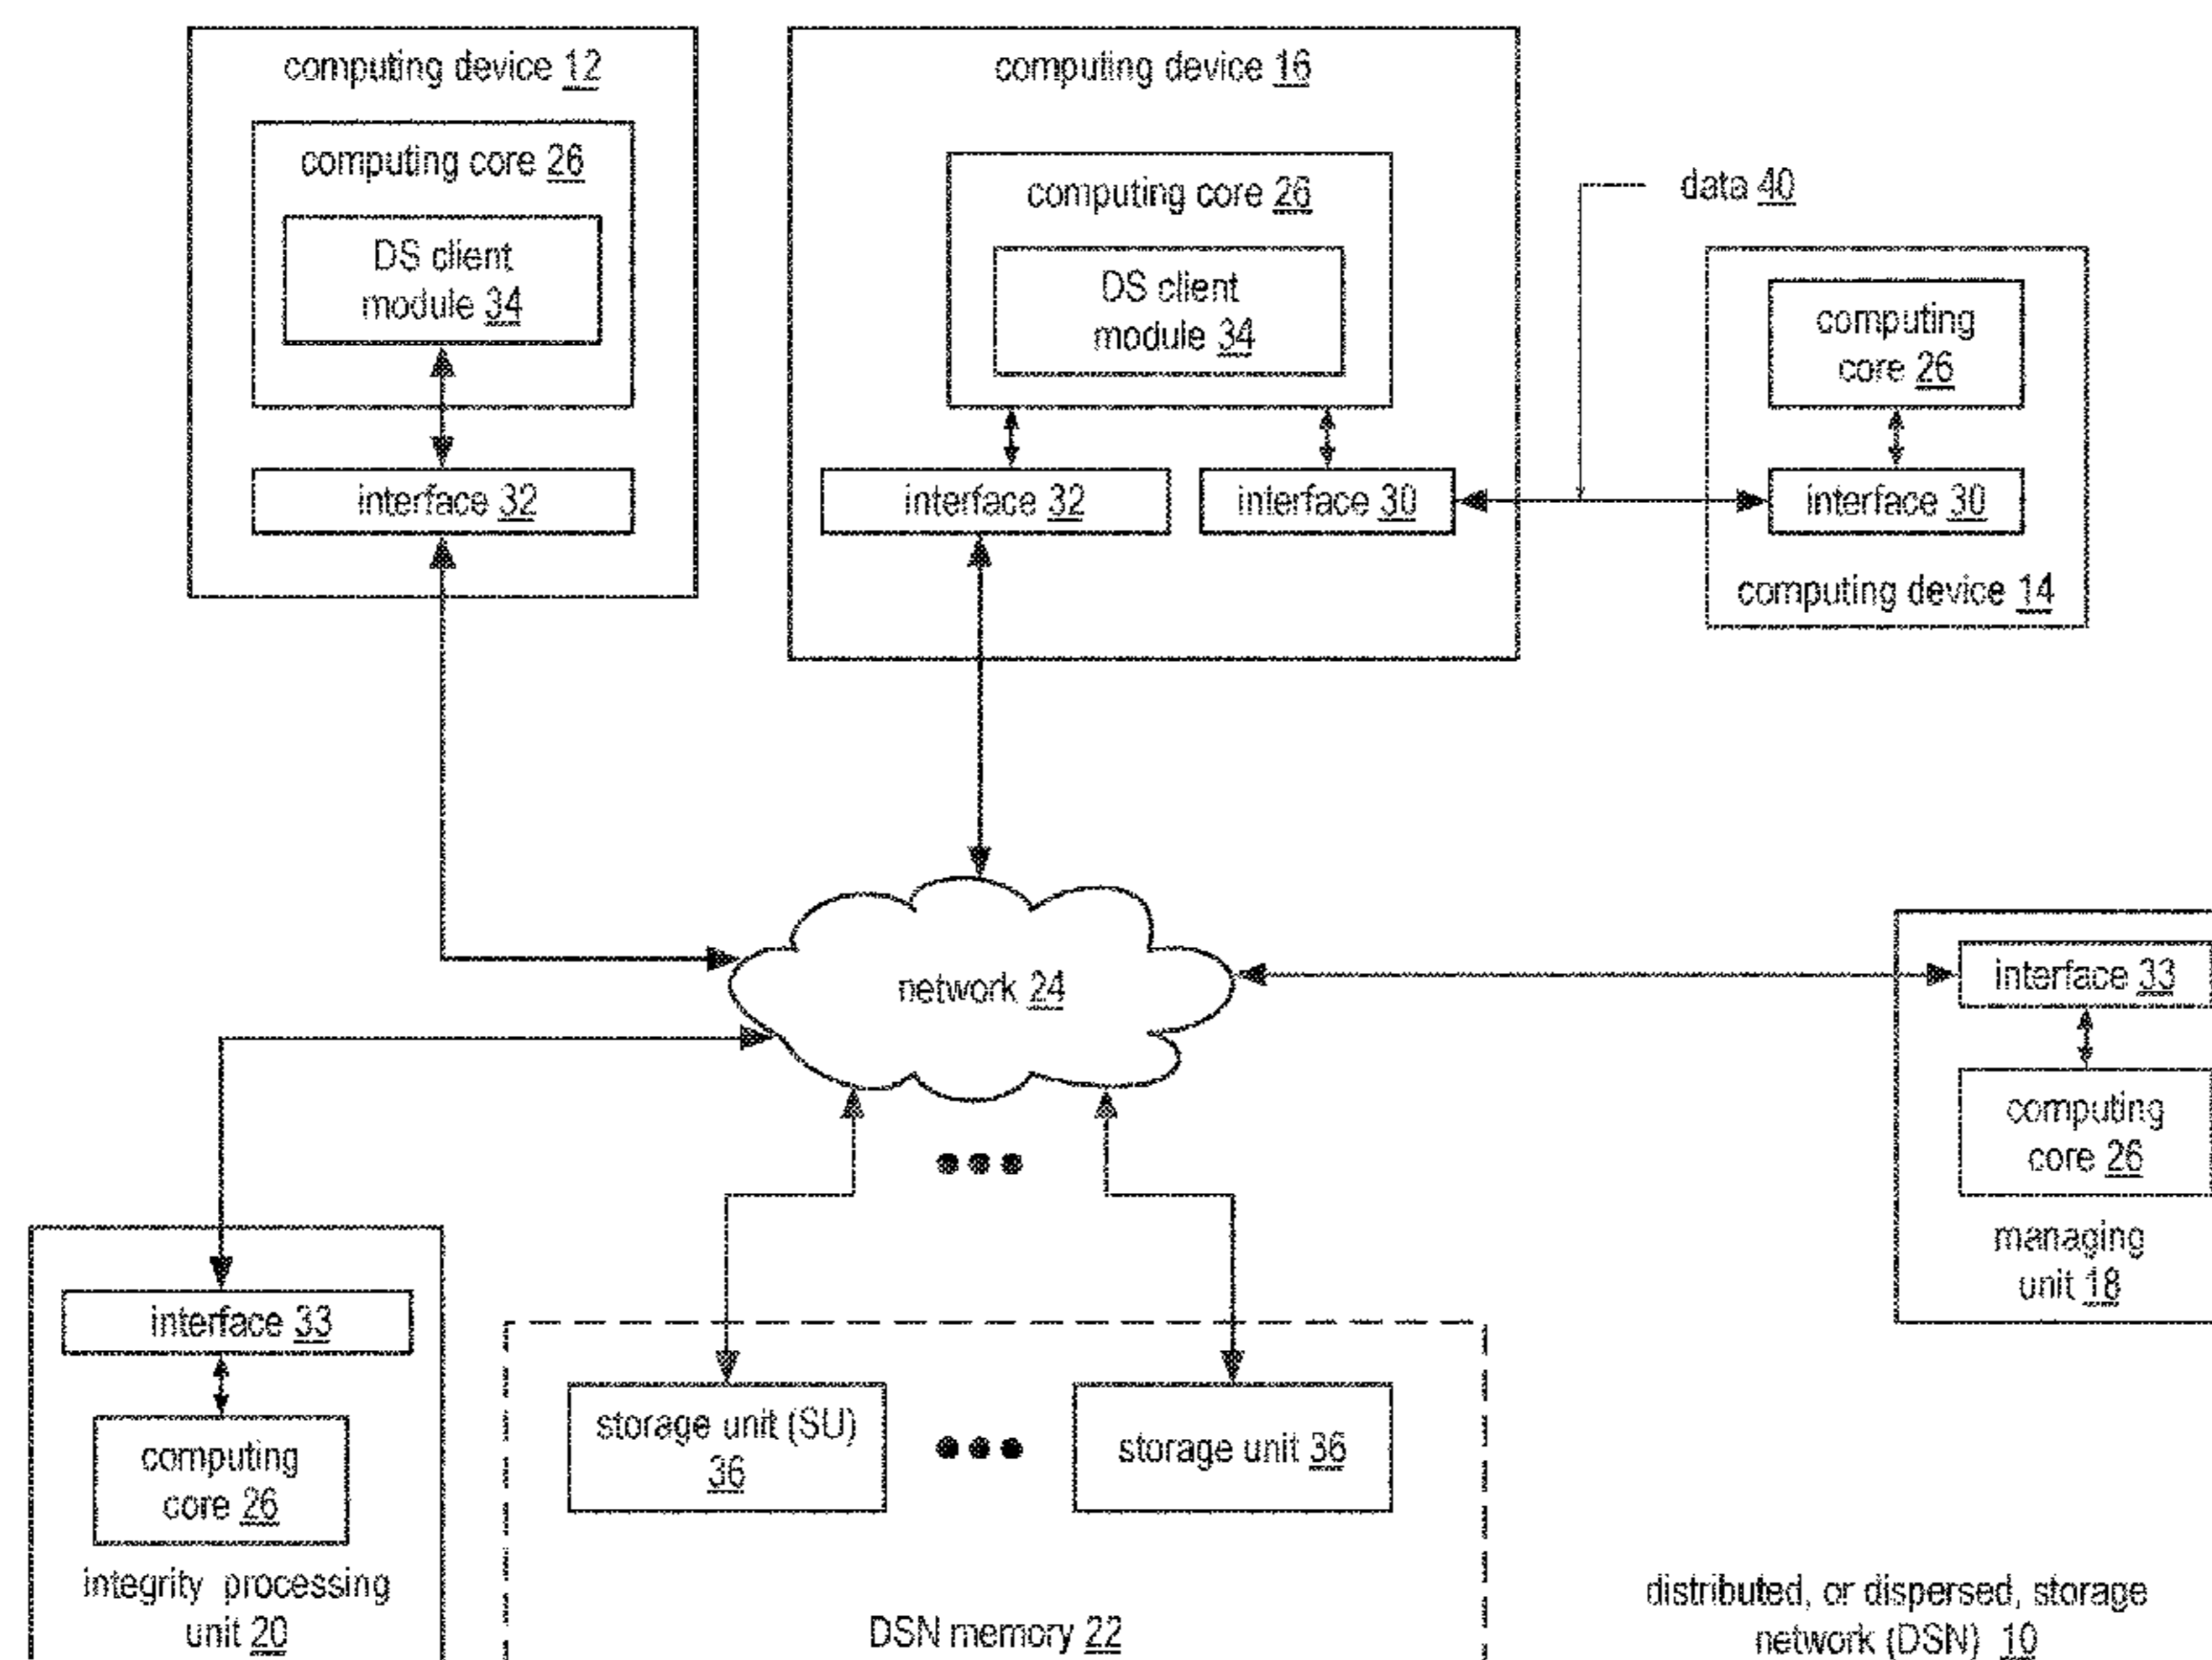 computing device 12
computing core 26
DS client
module 34
interface 32
computing device 16
computing core 26
DS client
module 34
interface 32
interface 30
data 40
computing
core 26
interface 30
computing device 14
network 24
interface 33
computing
core 26
managing
unit 18
interface 33
computing
core 26
integrity processing
unit 20
storage unit (SU)
36
storage unit 36
DSN memory 22
distributed, or dispersed, storage
network (DSN) 10